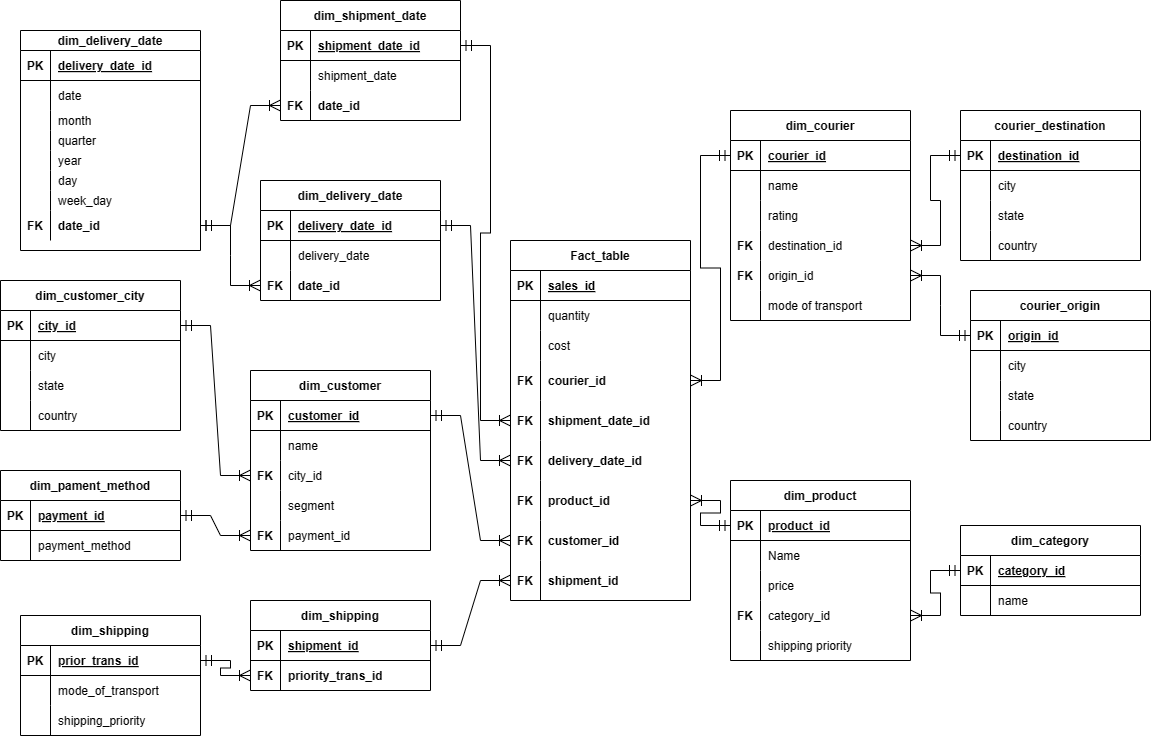 dim_delivery_date
PK delivery_date_id
date
month
quarter
year
day
week_day
FK date_id
dim_shipment_date
PK shipment_date_id
shipment_date
FK date_id
dim_delivery_date
PK delivery_date_id
delivery_date
FK date_id
dim_customer_city
PK city_id
city
state
country
dim_customer
PK customer_id
name
FK city_id
segment
FK payment_id
dim_pament_method
PK payment_id
payment_method
dim_shipping
PK prior_trans_id
mode_of_transport
shipping_priority
dim_shipping
PK shipment_id
FK priority_trans_id
Fact_table
PK sales_id
quantity
cost
FK courier_id
FK shipment_date_id
FK delivery_date_id
FK product_id
FK customer_id
FK shipment_id
dim_courier
PK courier_id
name
rating
FK destination_id
FK origin_id
mode of transport
courier_destination
PK destination_id
city
state
country
courier_origin
PK origin_id
city
state
country
dim_product
PK product_id
Name
price
FK category_id
shipping priority
dim_category
PK category_id
name